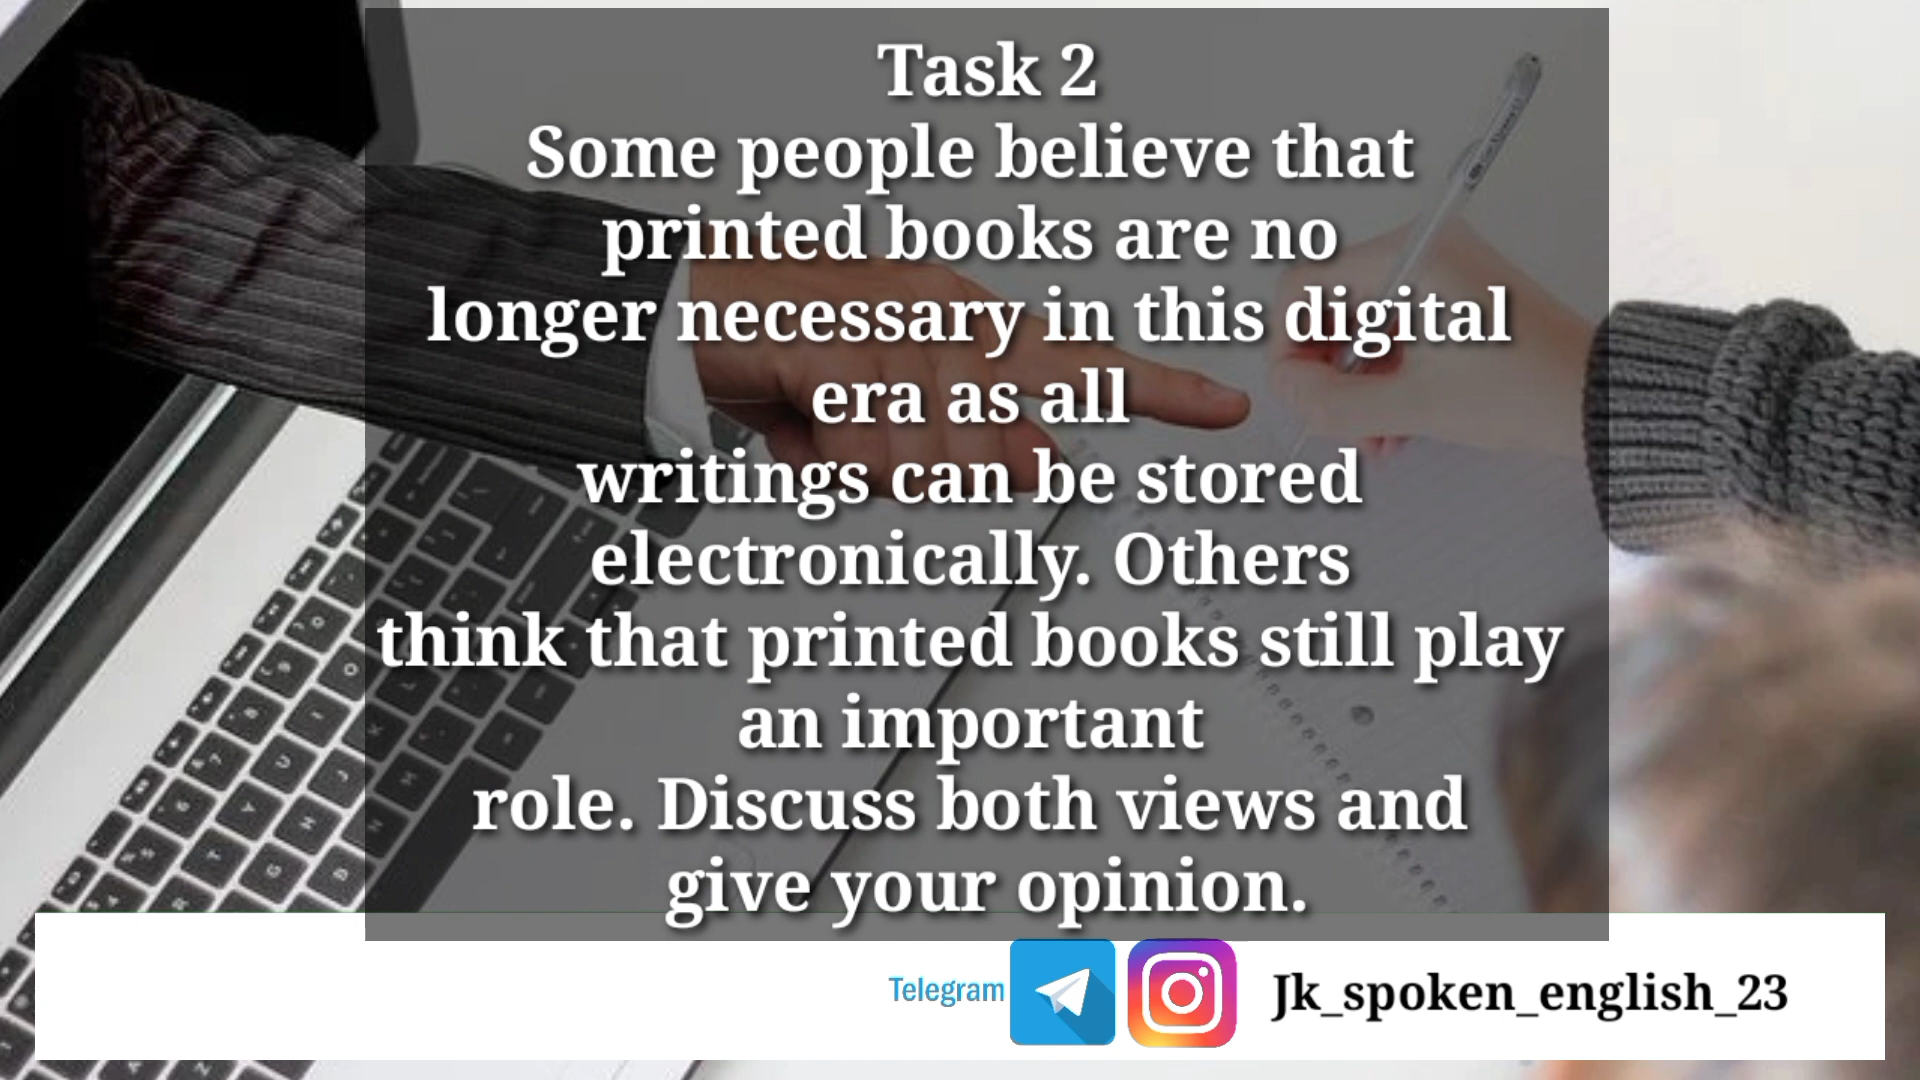 Task 2
Some people believe that
printed books are no
longer necessary in this digital
era as all
writings can be stored
electronically. Others
think that printed books still play
an important
role. Discuss both views and
give your opinion.
Telegram
Jk_spoken_english_23